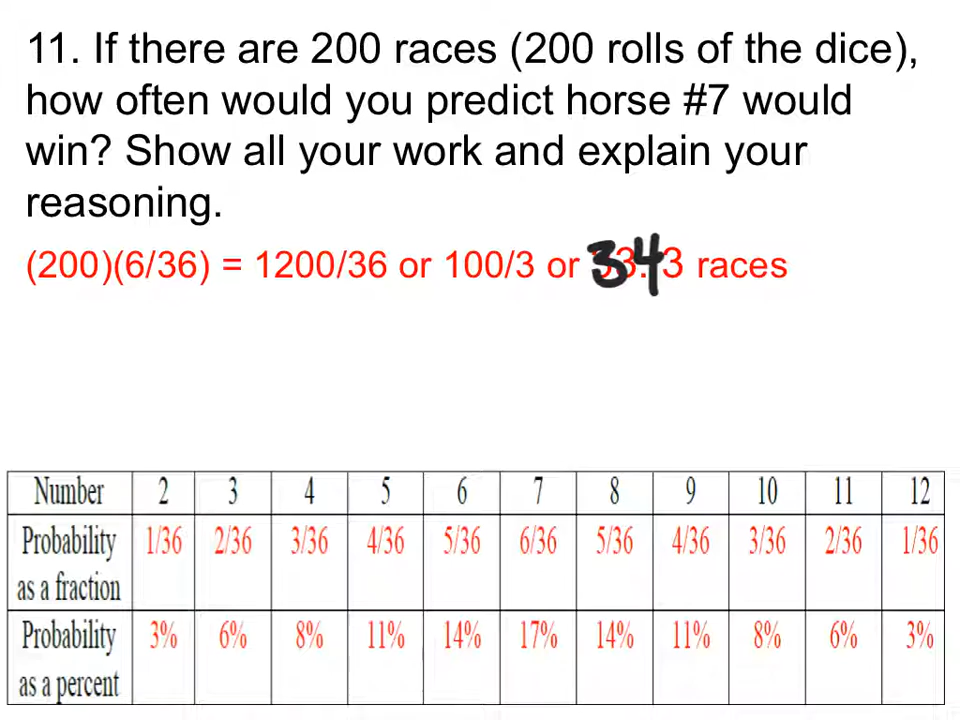 11. If there are 200 races (200 rolls of the dice),
how often would you predict horse #7 would
win? Show all your work and explain your
reasoning.
(200)(6/36) = 1200/36 or 100/3 or 34 3 races
Number 2 3 4 5 6 7 8 9 10 11 12
Probability 1/36 2/36 3/36 4/36 5/36 6/36 5/36 4/36 3/36 2/36 1/36
as a fraction
Probability 3% 6% 8% 11% 14% 17% 14% 11% 8% 6% 3%
as a percent